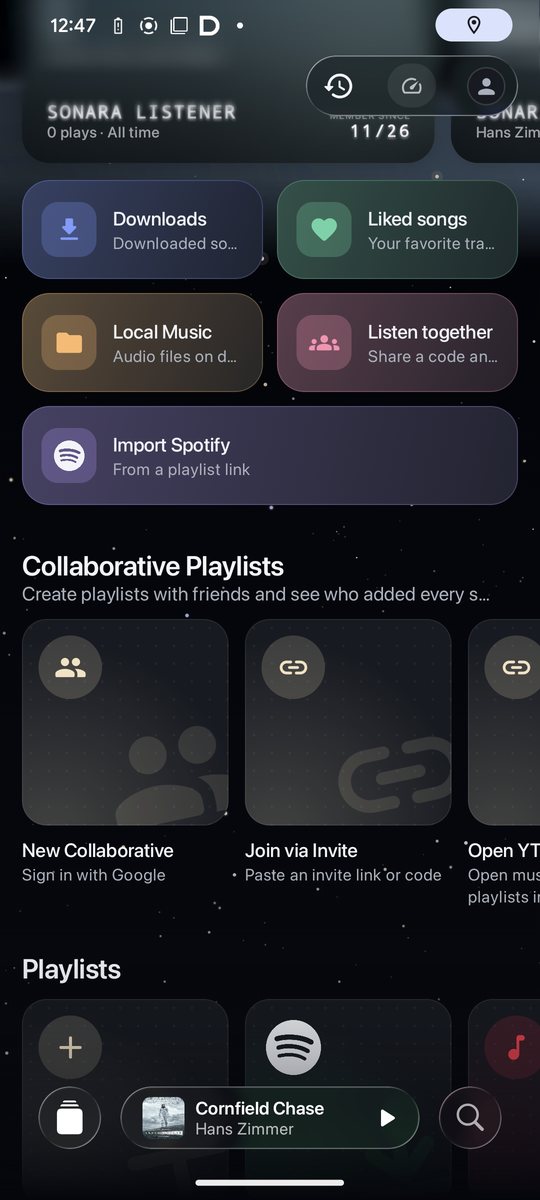 12:47
SONARA LISTENER
0 plays · All time
MEMBER SINCE
11/26
SONAR
Hans Zim
Downloads
Downloaded so...
Liked songs
Your favorite tra...
Local Music
Audio files on d...
Listen together
Share a code an...
Import Spotify
From a playlist link
Collaborative Playlists
Create playlists with friends and see who added every s...
New Collaborative
Sign in with Google
Join via Invite
Paste an invite link or code
Open YT
Open mus
playlists i
Playlists
Cornfield Chase
Hans Zimmer